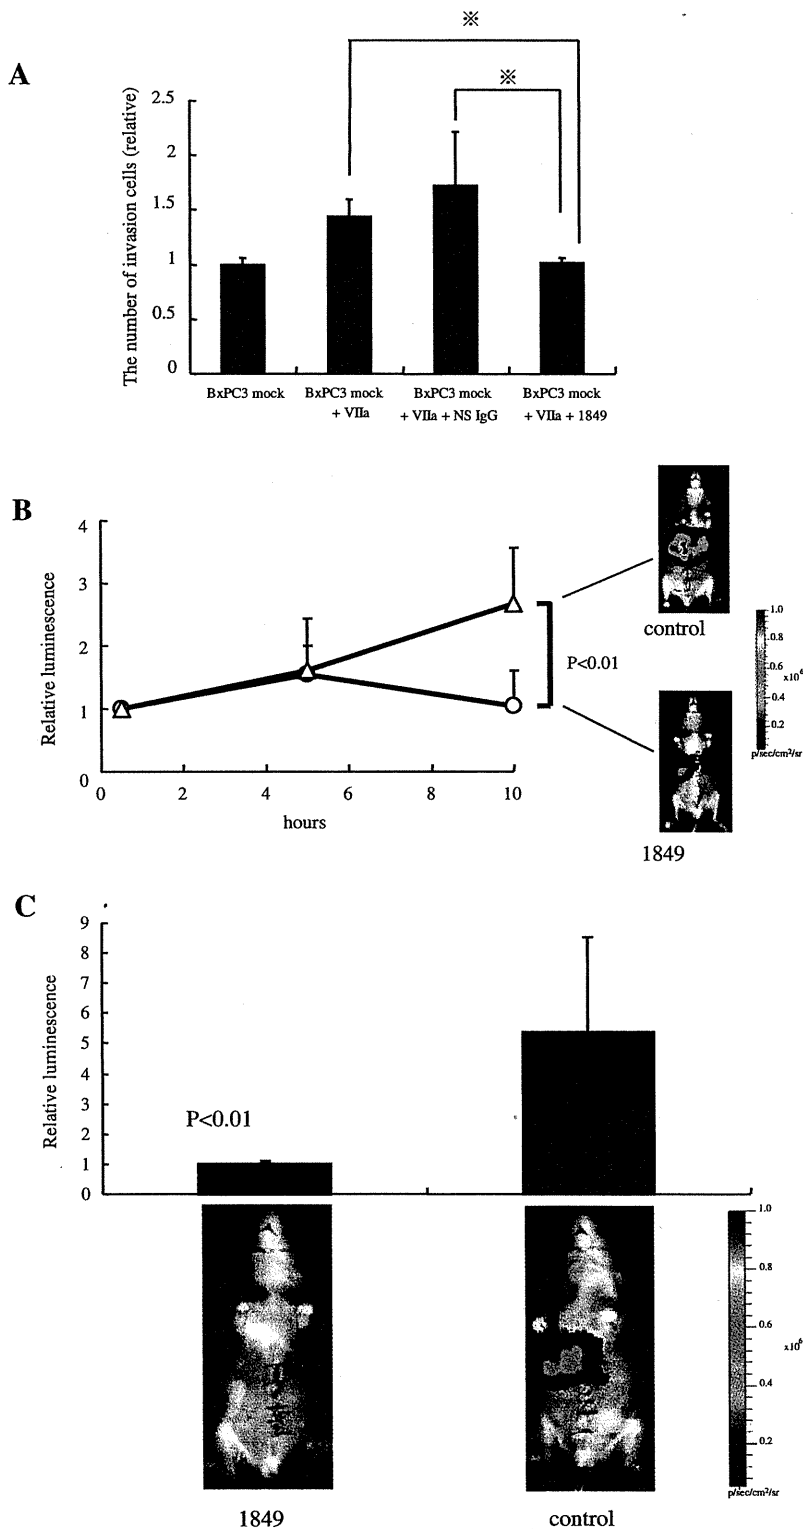 A
※
※
The number of invasion cells (relative)
2.5
2
1.5
1
0.5
0
BxPC3 mock
BxPC3 mock
+ VIIa
BxPC3 mock
+ VIIa + NS IgG
BxPC3 mock
+ VIIa + 1849
B
Relative luminescence
4
3
2
1
0
0 2 4 6 8 10
hours
P<0.01
control
1849
1.0
0.8
0.6
x10⁶
0.4
0.2
p/sec/cm²/sr
C
Relative luminescence
9
8
7
6
5
4
3
2
1
0
P<0.01
1849
control
1.0
0.8
0.6
x10⁶
0.4
0.2
p/sec/cm²/sr